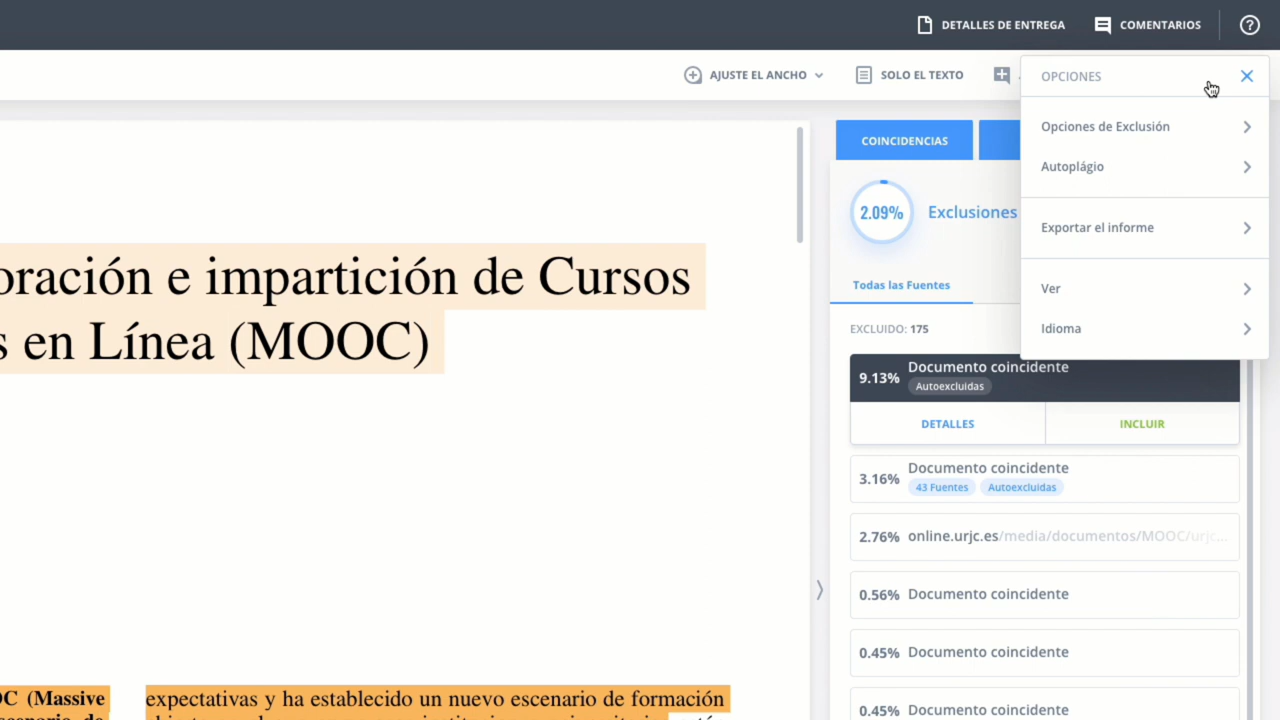 DETALLES DE ENTREGA
COMENTARIOS
AJUSTE EL ANCHO
SOLO EL TEXTO
OPCIONES
Opciones de Exclusión
Autoplágio
Exportar el informe
Ver
Idioma
oración e impartición de Cursos
s en Línea (MOOC)
OC (Massive
expectativas y ha establecido un nuevo escenario de formación
COINCIDENCIAS
2.09%
Exclusiones
Todas las Fuentes
EXCLUIDO: 175
9.13% Documento coincidente
Autoexcluidas
DETALLES
INCLUIR
3.16% Documento coincidente
43 Fuentes Autoexcluidas
2.76% online.urjc.es/media/documentos/MOOC/urjc...
0.56% Documento coincidente
0.45% Documento coincidente
0.45% Documento coincidente